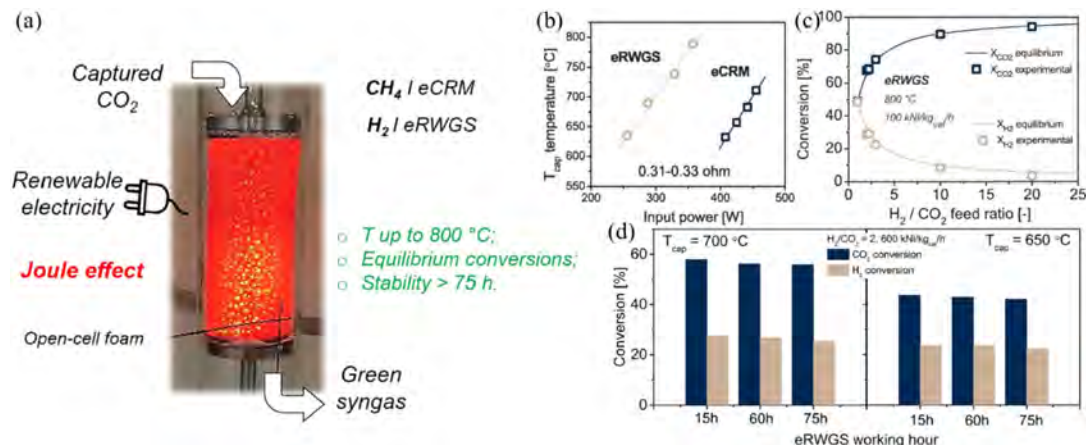 (a)
Captured
CO2
CH4 / eCRM
H2 / eRWGS
Renewable
electricity
Joule effect
T up to 800 °C;
Equilibrium conversions;
Stability > 75 h.
Open-cell foam
Green
syngas
(b)
Tcap temperature [°C]
800
750
700
650
600
550
500
eRWGS
eCRM
0.31-0.33 ohm
200
300
400
500
Input power [W]
(c)
Conversion [%]
100
80
60
40
20
0
XCO2 equilibrium
XCO2 experimental
eRWGS
800 °C
100 kNl/kgcat/h
XH2 equilibrium
XH2 experimental
0
5
10
15
20
25
H2 / CO2 feed ratio [-]
(d)
Tcap = 700 °C
H2/CO2 = 2, 600 kNl/kgcat/h
Tcap = 650 °C
CO2 conversion
H2 conversion
Conversion [%]
60
40
20
0
15h
60h
75h
15h
60h
75h
eRWGS working hour